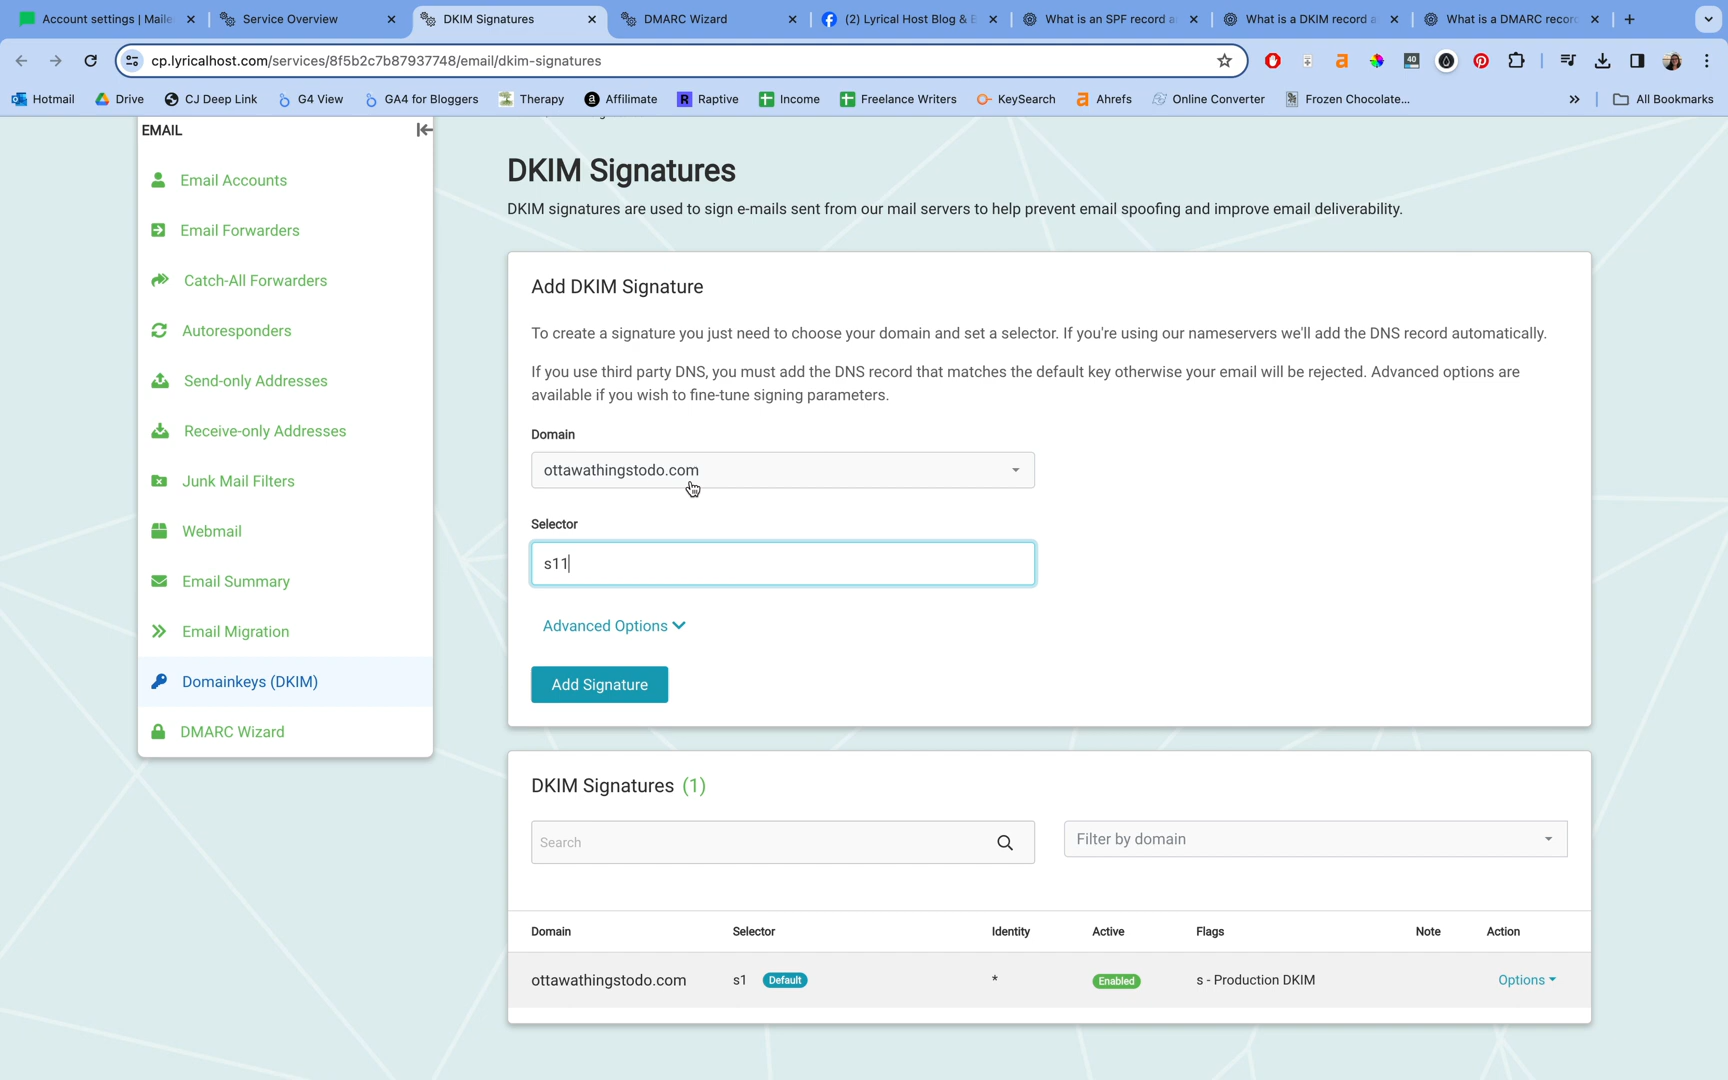 Account settings | Maile
Service Overview
DKIM Signatures
DMARC Wizard
(2) Lyrical Host Blog & B
What is an SPF record a
What is a DKIM record a
What is a DMARC record
cp.lyricalhost.com/services/8f5b2c7b87937748/email/dkim-signatures
40
Hotmail
Drive
CJ Deep Link
G4 View
GA4 for Bloggers
Therapy
Affilimate
Raptive
Income
Freelance Writers
KeySearch
Ahrefs
Online Converter
Frozen Chocolate...
»
All Bookmarks
EMAIL
Email Accounts
Email Forwarders
Catch-All Forwarders
Autoresponders
Send-only Addresses
Receive-only Addresses
Junk Mail Filters
Webmail
Email Summary
Email Migration
Domainkeys (DKIM)
DMARC Wizard
DKIM Signatures
DKIM signatures are used to sign e-mails sent from our mail servers to help prevent email spoofing and improve email deliverability.
Add DKIM Signature
To create a signature you just need to choose your domain and set a selector. If you're using our nameservers we'll add the DNS record automatically.
If you use third party DNS, you must add the DNS record that matches the default key otherwise your email will be rejected. Advanced options are
available if you wish to fine-tune signing parameters.
Domain
ottawathingstodo.com
Selector
s11
Advanced Options
Add Signature
DKIM Signatures (1)
Search
Filter by domain
Domain Selector Identity Active Flags Note Action
ottawathingstodo.com s1 Default * Enabled s - Production DKIM Options